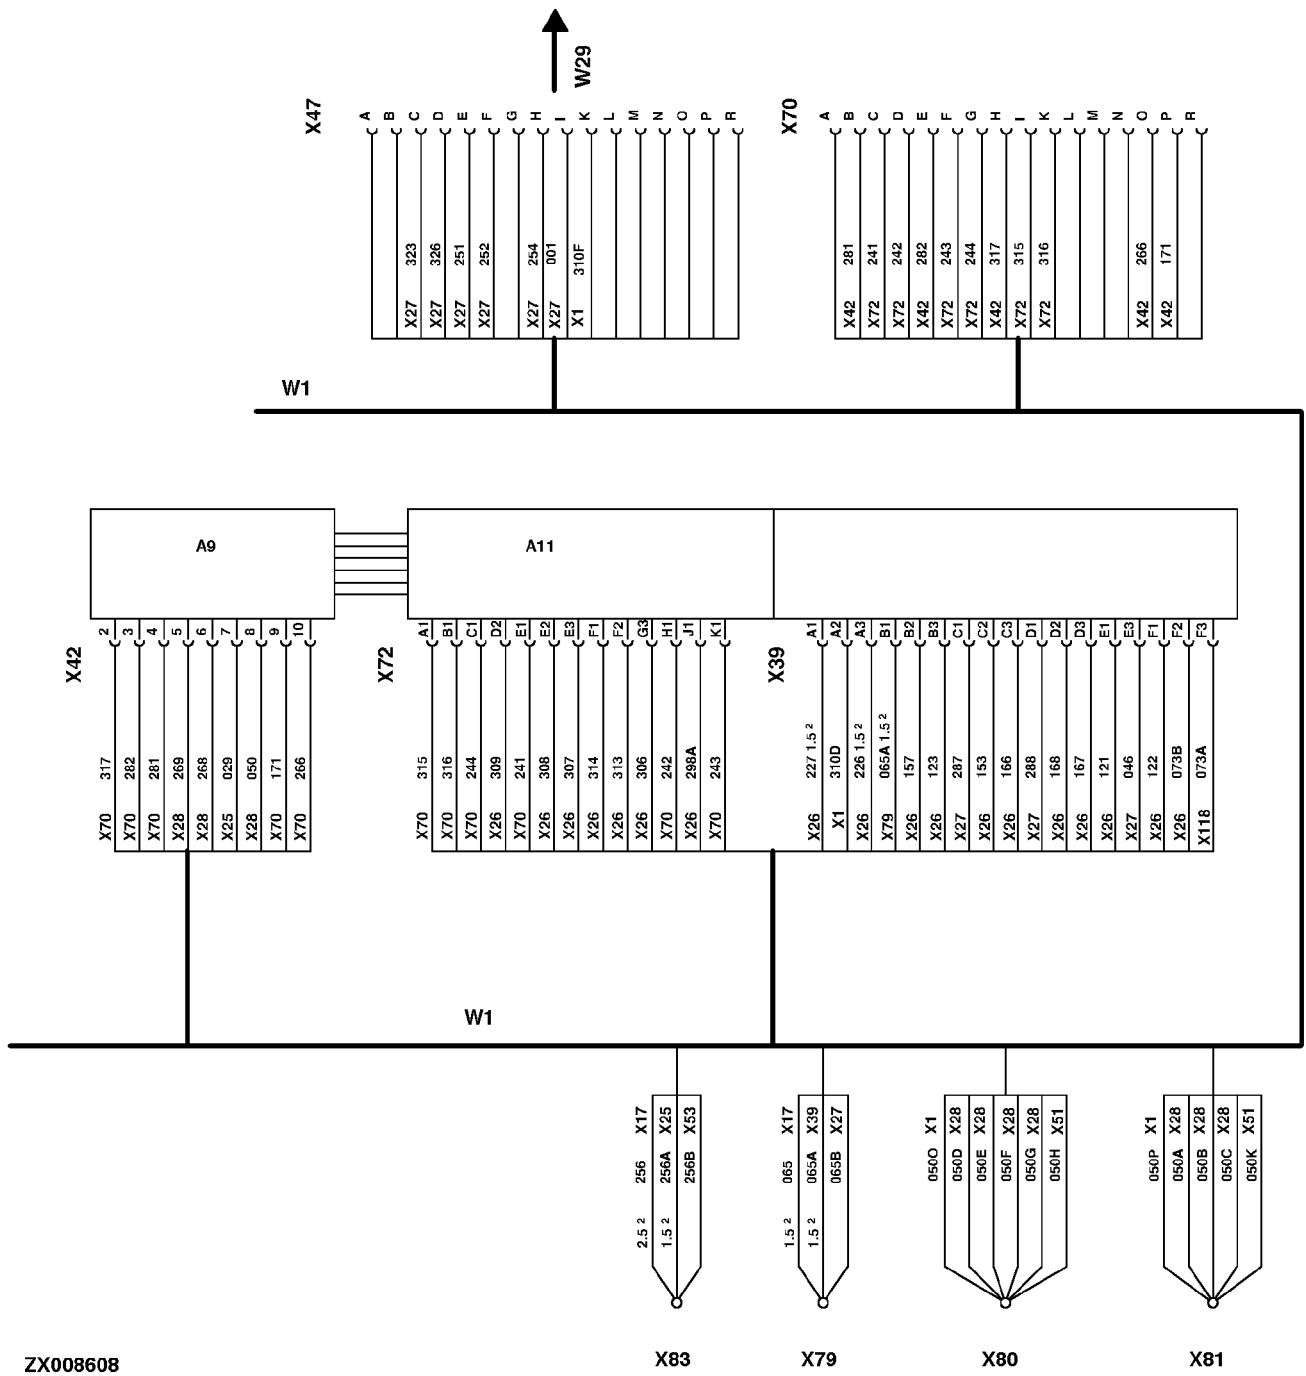 W29
X47
A B C D E F G H I K L M N O P R
323 326 251 252 254 001 310F
X27 X27 X27 X27 X27 X27 X1
X70
A B C D E F G H I K L M N O P R
281 241 242 282 243 244 317 315 316 266 171
X42 X72 X72 X42 X72 X72 X42 X72 X72 X42 X42
W1
A9
A11
X42
2 3 4 5 6 7 8 9 10
317 282 281 269 268 029 050 171 266
X70 X70 X70 X28 X28 X25 X28 X70 X70
X72
A1 B1 C1 D2 E1 E2 E3 F1 F2 G3 H1 J1 K1
315 316 244 309 241 308 307 314 313 306 242 298A 243
X70 X70 X70 X26 X70 X26 X26 X26 X26 X26 X70 X26 X70
X39
A1 A2 A3 B1 B2 B3 C1 C2 C3 D1 D2 D3 E1 E3 F1 F2 F3
227 1.5 ² 310D 226 1.5 ² 065A 1.5 ² 157 123 287 153 166 288 168 167 121 046 122 073B 073A
X26 X1 X26 X79 X26 X26 X27 X26 X26 X27 X26 X26 X26 X27 X26 X26 X118
W1
X17 X25 X53
256 256A 256B
2.5 ² 1.5 ²
X83
X17 X39 X27
065 065A 065B
1.5 ² 1.5 ²
X79
X1 X28 X28 X28 X28 X51
050O 050D 050E 050F 050G 050H
X80
X1 X28 X28 X28 X51
050P 050A 050B 050C 050K
X81
ZX008608